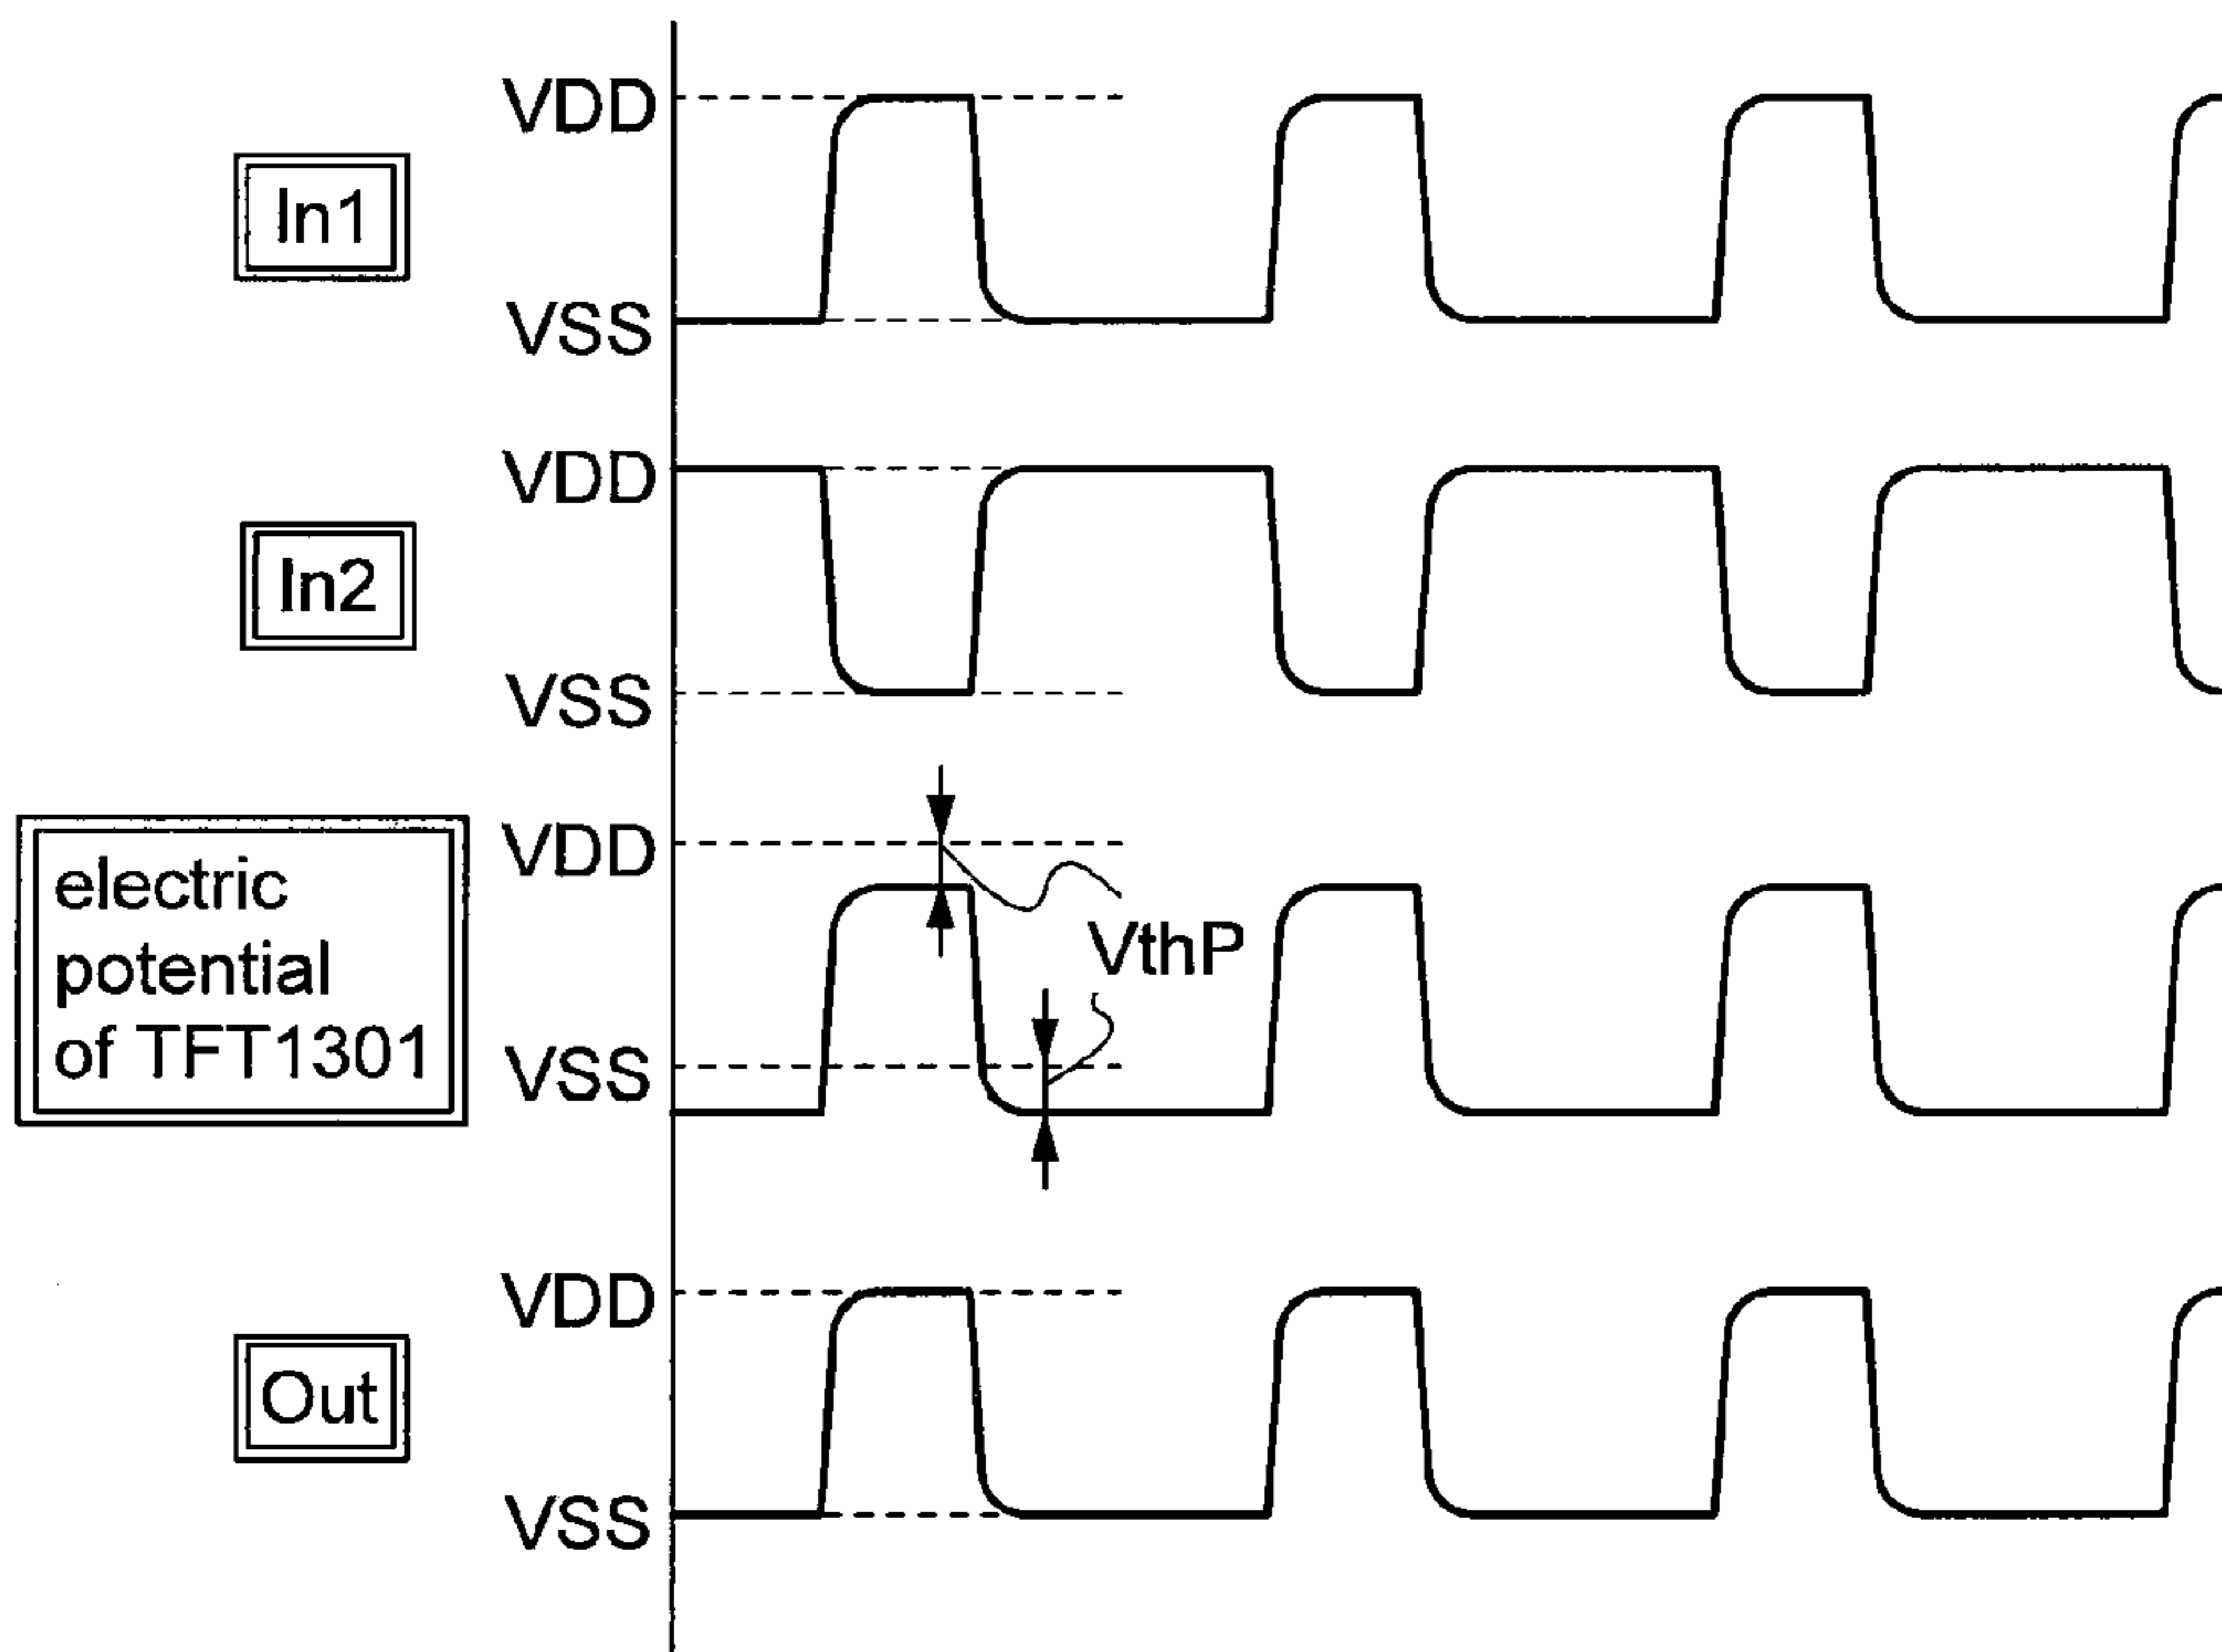 VDD
In1
VSS
VDD
In2
VSS
VDD
electric
potential
of TFT1301
VthP
VSS
VDD
Out
VSS